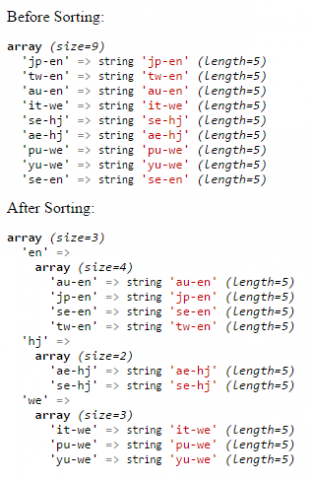 Before Sorting:
array (size=9)
'jp-en' => string 'jp-en' (length=5)
'tw-en' => string 'tw-en' (length=5)
'au-en' => string 'au-en' (length=5)
'it-we' => string 'it-we' (length=5)
'se-hj' => string 'se-hj' (length=5)
'ae-hj' => string 'ae-hj' (length=5)
'pu-we' => string 'pu-we' (length=5)
'yu-we' => string 'yu-we' (length=5)
'se-en' => string 'se-en' (length=5)
After Sorting:
array (size=3)
'en' =>
array (size=4)
'au-en' => string 'au-en' (length=5)
'jp-en' => string 'jp-en' (length=5)
'se-en' => string 'se-en' (length=5)
'tw-en' => string 'tw-en' (length=5)
'hj' =>
array (size=2)
'ae-hj' => string 'ae-hj' (length=5)
'se-hj' => string 'se-hj' (length=5)
'we' =>
array (size=3)
'it-we' => string 'it-we' (length=5)
'pu-we' => string 'pu-we' (length=5)
'yu-we' => string 'yu-we' (length=5)